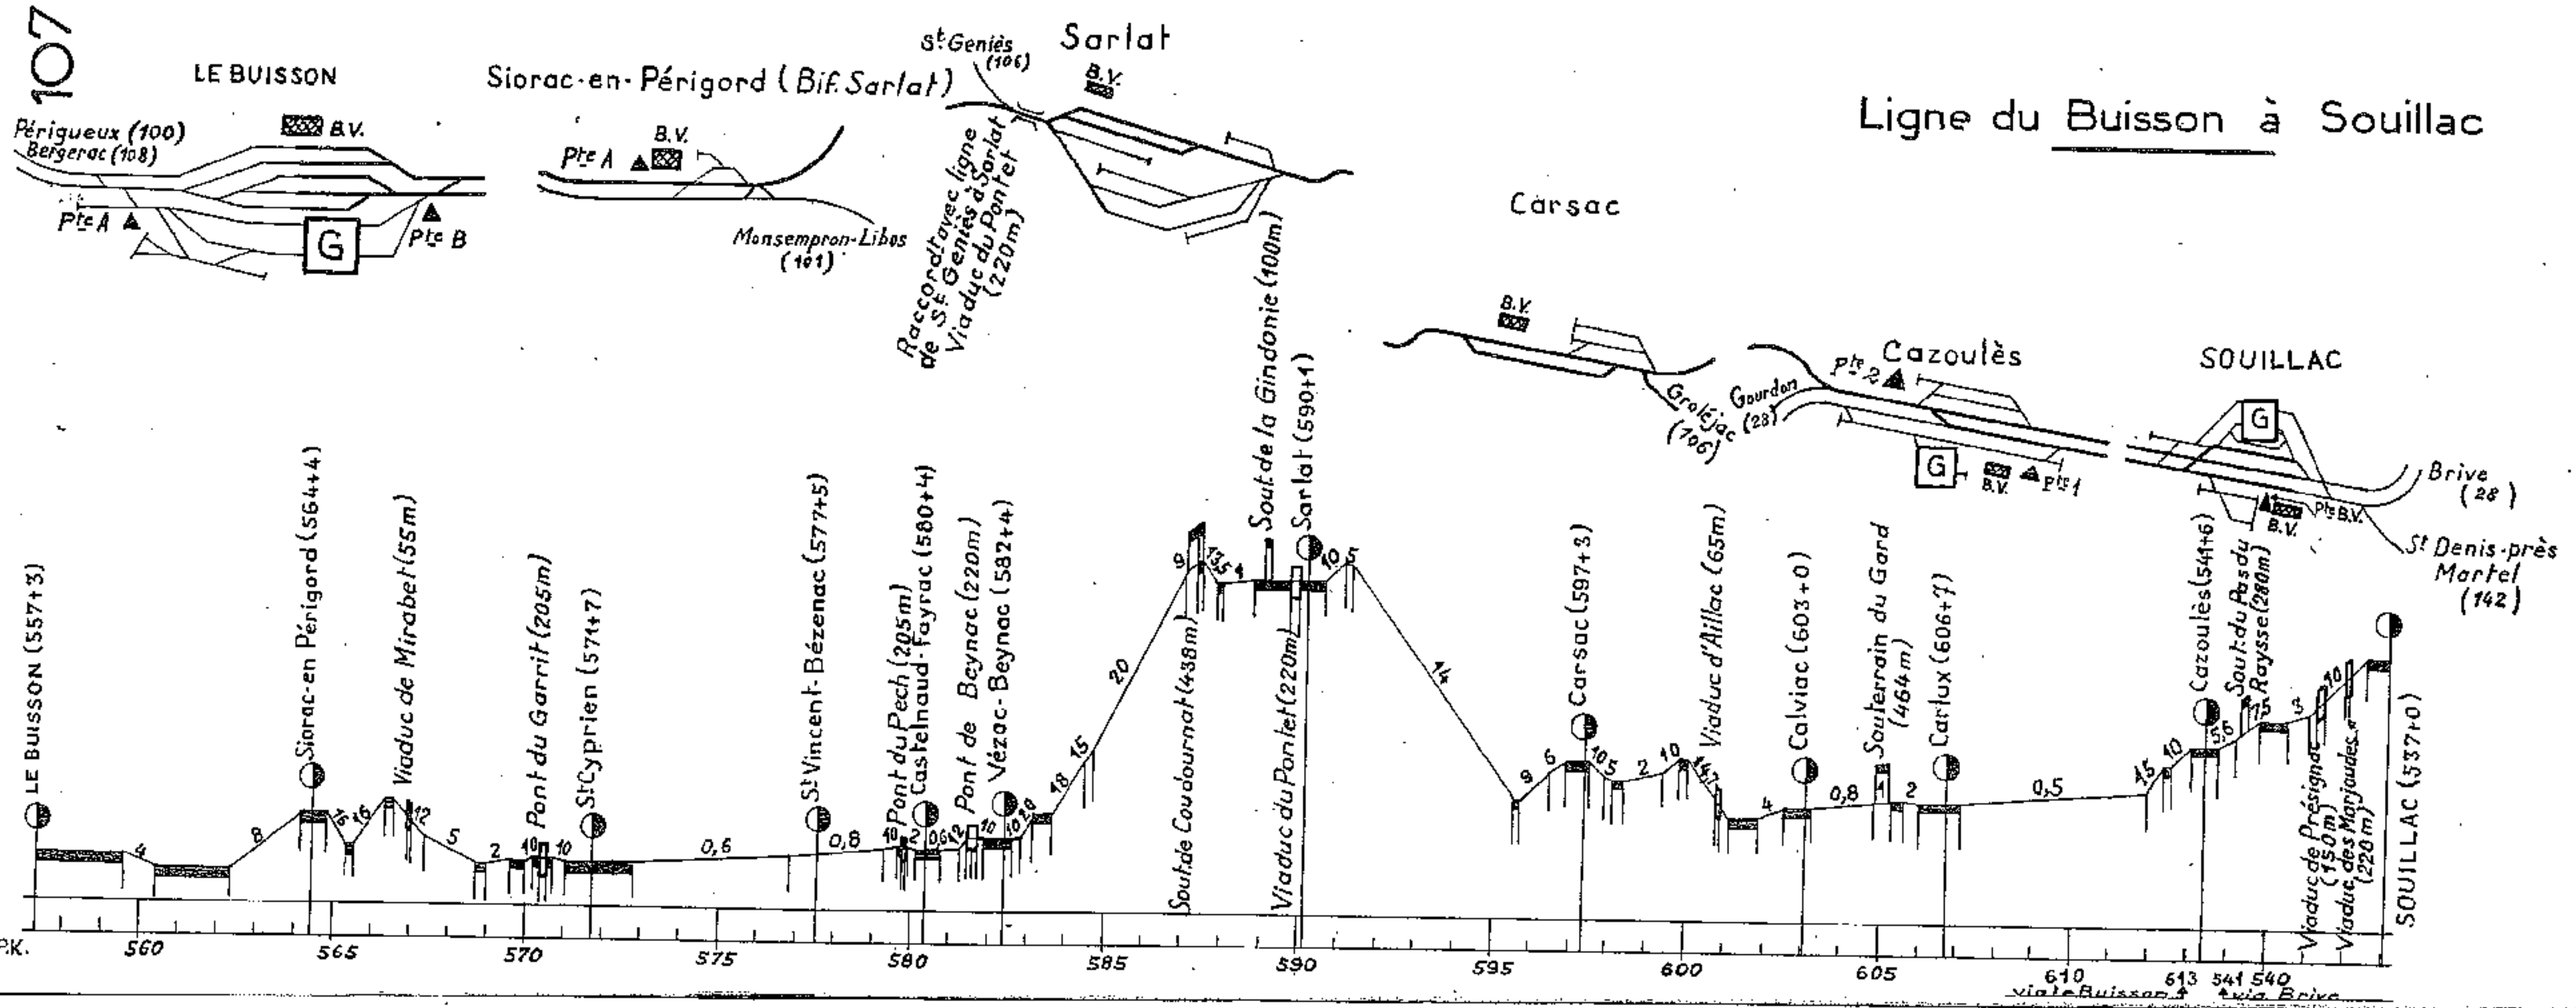 107
Ligne du Buisson à Souillac
LE BUISSON
Périgueux (100)
Bergerac (108)
B.V.
Pte A
G
Pte B
Siorac-en-Périgord (Bif. Sarlat)
Pte A
B.V.
Monsempron-Libos
(101)
Sarlat
St Geniès
(106)
B.V.
Raccordt avec ligne
de St Geniès à Sarlat
Viaduc du Pontet
(220m)
Carsac
B.V.
Groléjac
(106)
Cazoulès
Gourdon
(28)
Pte 2
G
B.V.
Pte 1
SOUILLAC
G
B.V.
Pte B.V.
Brive
(28)
St Denis-près
Martel
(142)
LE BUISSON (557+3)
Siorac-en Périgord (564+4)
Viaduc de Mirabel (55m)
Pont du Garrit (205m)
St Cyprien (571+7)
St Vincent-Bézenac (577+5)
Pont du Pech (205m)
Castelnaud-Fayrac (580+4)
Pont de Beynac (220m)
Vézac-Beynac (582+4)
Sout. de Coudournat (438m)
Sout. de la Gindonie (100m)
Viaduc du Pontet (220m)
Sarlat (590+1)
Carsac (597+3)
Viaduc d'Aillac (65m)
Calviac (603+0)
Souterrain du Gard
(464m)
Carlux (606+7)
Cazoulès (541+6)
Sout. du Pas du
Raysse (280m)
Viaduc de Présignac
(150m)
Viaduc des Marjaudes
(220m)
SOUILLAC (537+0)
4 8 16 16 12 5 2 10 10 0,6 0,8 10 2 0,6 12 10 10 20 18 15 20 9 13,5 4 10 5 14 9 6 10,5 2 10 14,7 4 0,8 1 2 0,5 10 5,6 7,5 3 10
P.K. 560 565 570 575 580 585 590 595 600 605 610 613 541 540
via le Buisson via Brive